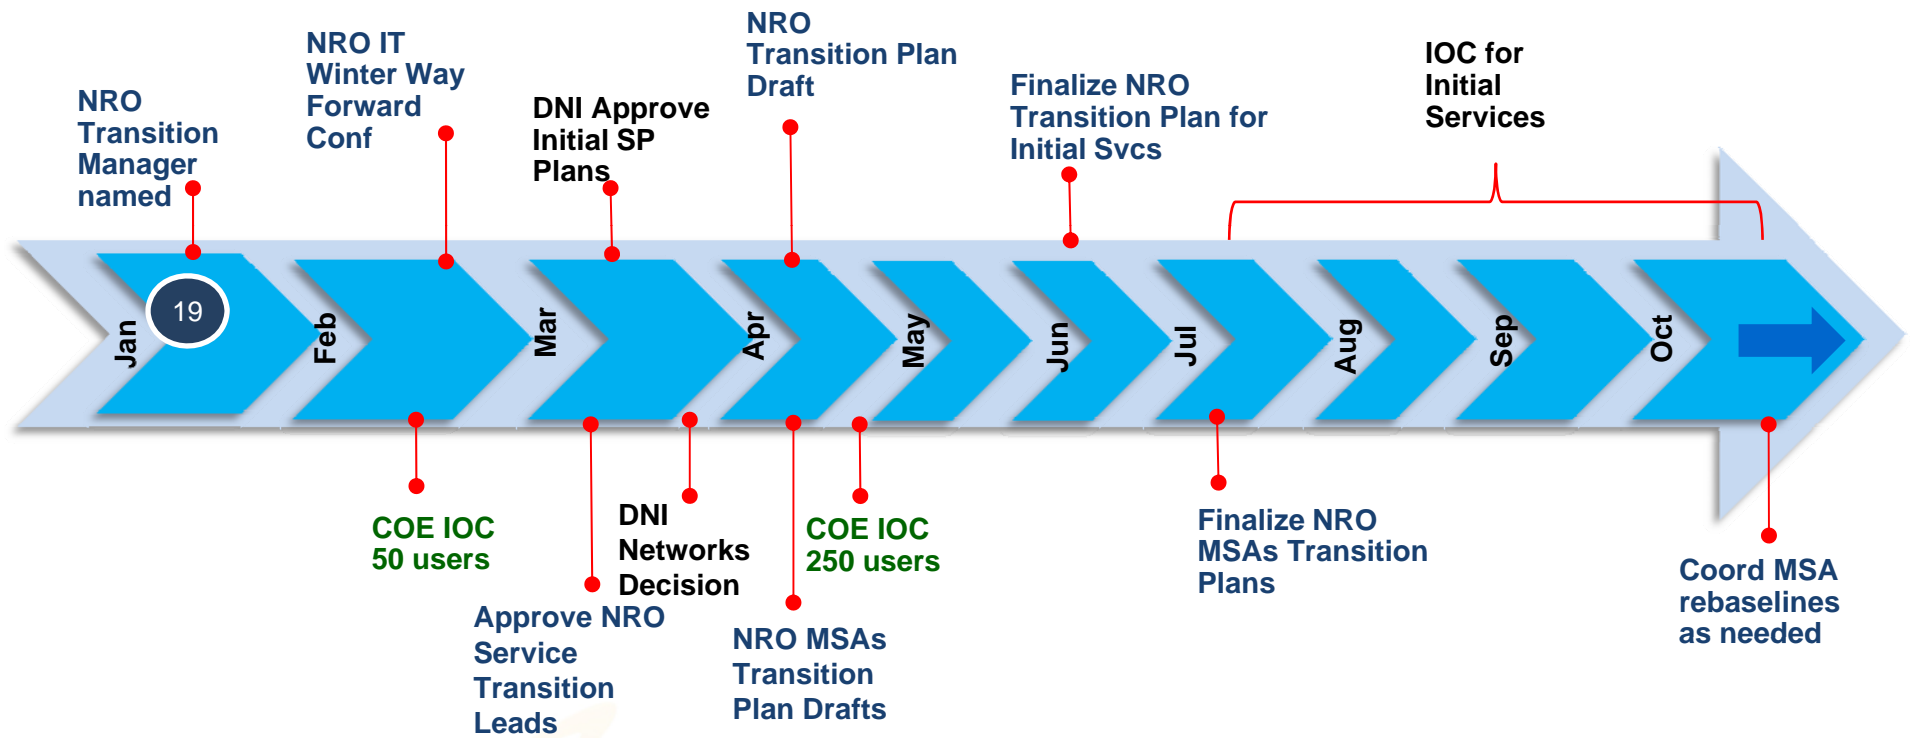 NRO
Transition
Manager
named
NRO IT
Winter Way
Forward
Conf
DNI Approve
Initial SP
Plans
NRO
Transition Plan
Draft
Finalize NRO
Transition Plan for
Initial Svcs
IOC for
Initial
Services
19
Jan
Feb
Mar
Apr
May
Jun
Jul
Aug
Sep
Oct
COE IOC
50 users
Approve NRO
Service
Transition
Leads
DNI
Networks
Decision
NRO MSAs
Transition
Plan Drafts
COE IOC
250 users
Finalize NRO
MSAs Transition
Plans
Coord MSA
rebaselines
as needed